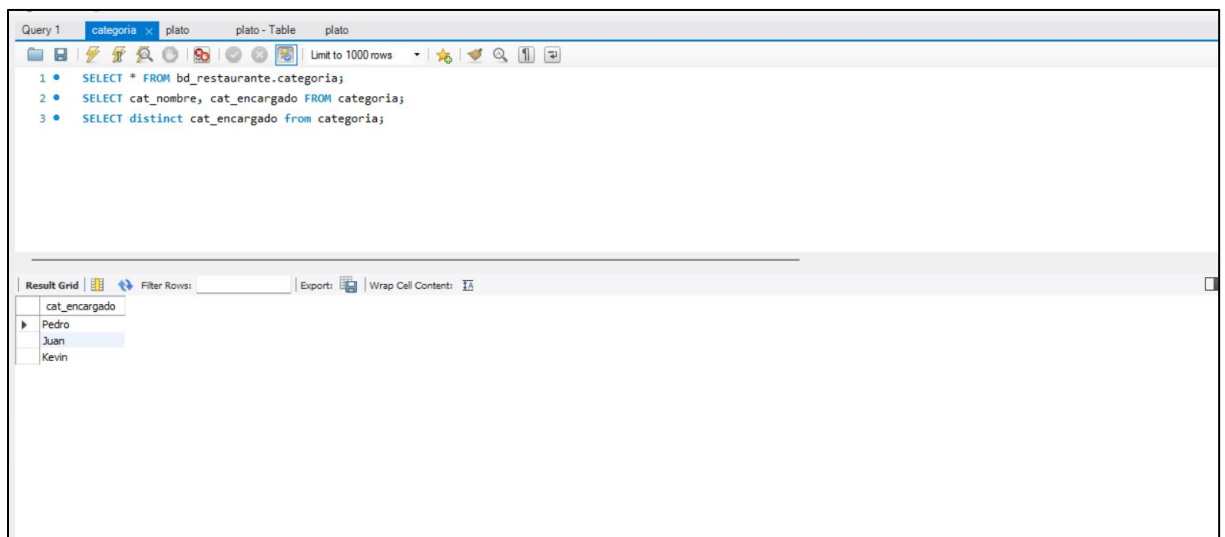 Query 1 categoria plato plato - Table plato
Limit to 1000 rows
1 SELECT * FROM bd_restaurante.categoria;
2 SELECT cat_nombre, cat_encargado FROM categoria;
3 SELECT distinct cat_encargado from categoria;
Result Grid Filter Rows: Export: Wrap Cell Content:
cat_encargado
Pedro
Juan
Kevin